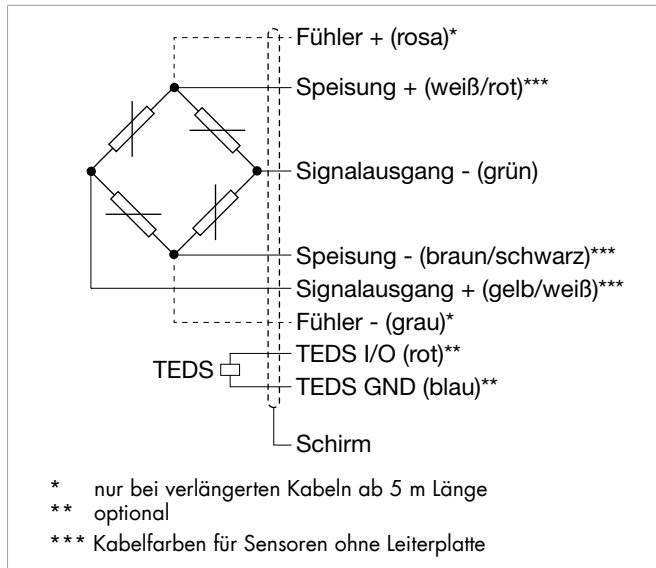 Fühler + (rosa)*
Speisung + (weiß/rot)***
Signalausgang - (grün)
Speisung - (braun/schwarz)***
Signalausgang + (gelb/weiß)***
Fühler - (grau)*
TEDS I/O (rot)**
TEDS
TEDS GND (blau)**
Schirm
* nur bei verlängerten Kabeln ab 5 m Länge
** optional
*** Kabelfarben für Sensoren ohne Leiterplatte